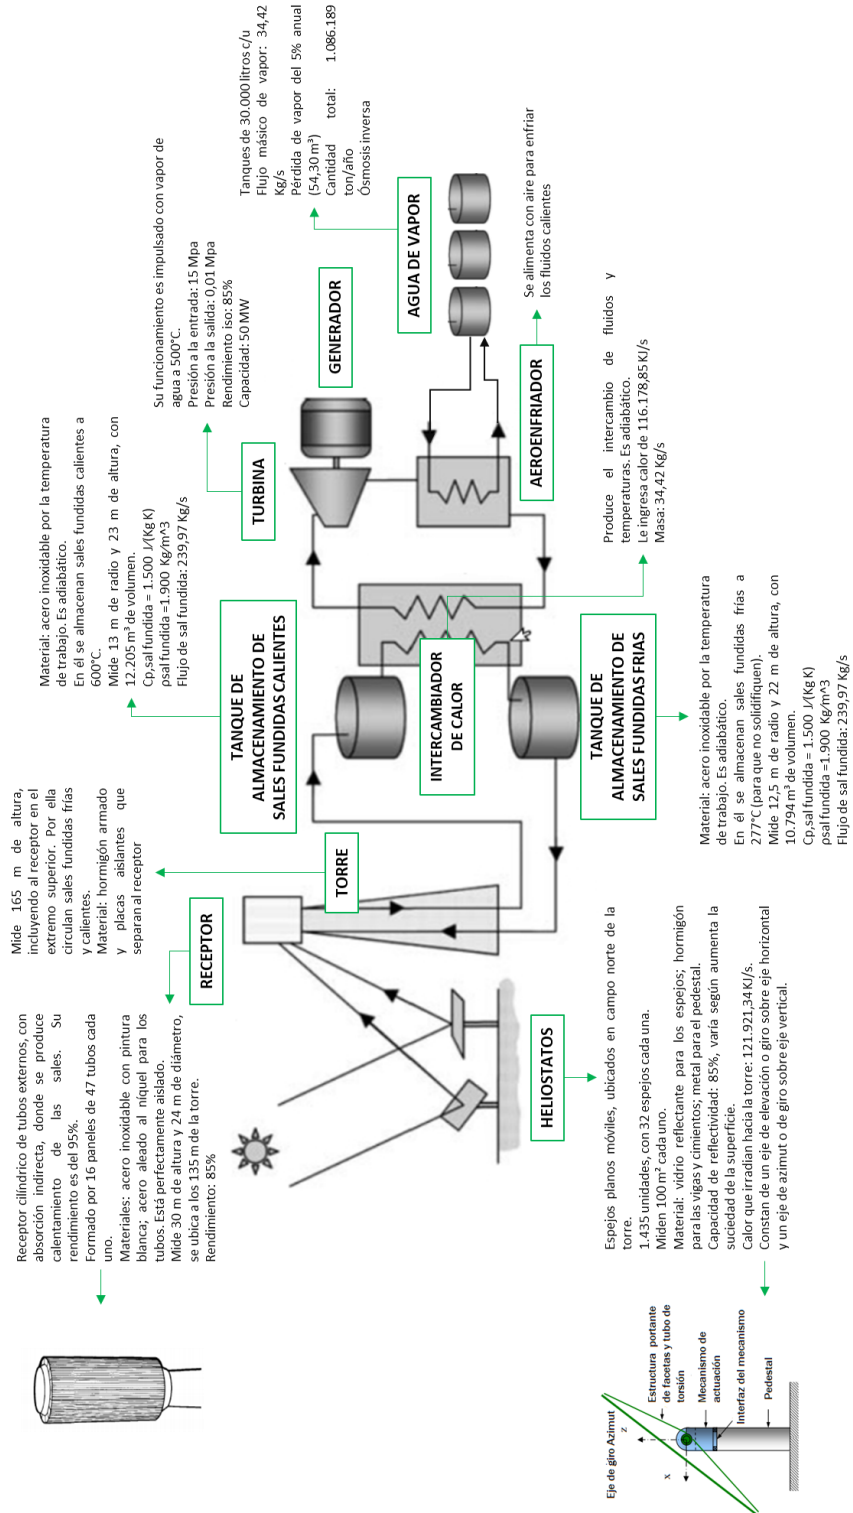 Receptor cilíndrico de tubos externos, con
absorción indirecta, donde se produce
calentamiento de las sales. Su
rendimiento es del 95%.
Formado por 16 paneles de 47 tubos cada
uno.
Materiales: acero inoxidable con pintura
blanca; acero aleado al níquel para los
tubos. Está perfectamente aislado.
Mide 30 m de altura y 24 m de diámetro,
se ubica a los 135 m de la torre.
Rendimiento: 85%
RECEPTOR
Mide 165 m de altura,
incluyendo al receptor en el
extremo superior. Por ella
circulan sales fundidas frías
y calientes.
Material: hormigón armado
y placas aislantes que
separan al receptor
TORRE
Material: acero inoxidable por la temperatura
de trabajo. Es adiabático.
En él se almacenan sales fundidas calientes a
600°C.
Mide 13 m de radio y 23 m de altura, con
12.205 m³ de volumen.
Cp,sal fundida = 1.500 J/(Kg K)
ρsal fundida =1.900 Kg/m^3
Flujo de sal fundida: 239,97 Kg/s
TANQUE DE
ALMACENAMIENTO DE
SALES FUNDIDAS CALIENTES
Su funcionamiento es impulsado con vapor de
agua a 500°C.
Presión a la entrada: 15 Mpa
Presión a la salida: 0,01 Mpa
Rendimiento iso: 85%
Capacidad: 50 MW
TURBINA
GENERADOR
Tanques de 30.000 litros c/u
Flujo másico de vapor: 34,42
Kg/s
Pérdida de vapor del 5% anual
(54,30 m³)
Cantidad total: 1.086.189
ton/año
Ósmosis inversa
AGUA DE VAPOR
INTERCAMBIADOR
DE CALOR
AEROENFRIADOR
Se alimenta con aire para enfriar
los fluidos calientes
Produce el intercambio de fluidos y
temperaturas. Es adiabático.
Le ingresa calor de 116.178,85 KJ/s
Masa: 34,42 Kg/s
TANQUE DE
ALMACENAMIENTO DE
SALES FUNDIDAS FRIAS
Material: acero inoxidable por la temperatura
de trabajo. Es adiabático.
En él se almacenan sales fundidas frías a
277°C (para que no solidifiquen).
Mide 12,5 m de radio y 22 m de altura, con
10.794 m³ de volumen.
Cp,sal fundida = 1.500 J/(Kg K)
ρsal fundida =1.900 Kg/m^3
Flujo de sal fundida: 239,97 Kg/s
HELIOSTATOS
Espejos planos móviles, ubicados en campo norte de la
torre.
1.435 unidades, con 32 espejos cada una.
Miden 100 m² cada uno.
Material: vidrio reflectante para los espejos; hormigón
para las vigas y cimientos; metal para el pedestal.
Capacidad de reflectividad: 85%, varía según aumenta la
suciedad de la superficie.
Calor que irradian hacia la torre: 121.921,34 KJ/s.
Constan de un eje de elevación o giro sobre eje horizontal
y un eje de azimut o de giro sobre eje vertical.
Eje de giro Azimut
z
x
Estructura portante
de facetas y tubo de
torsión
Mecanismo de
actuación
Interfaz del mecanismo
Pedestal